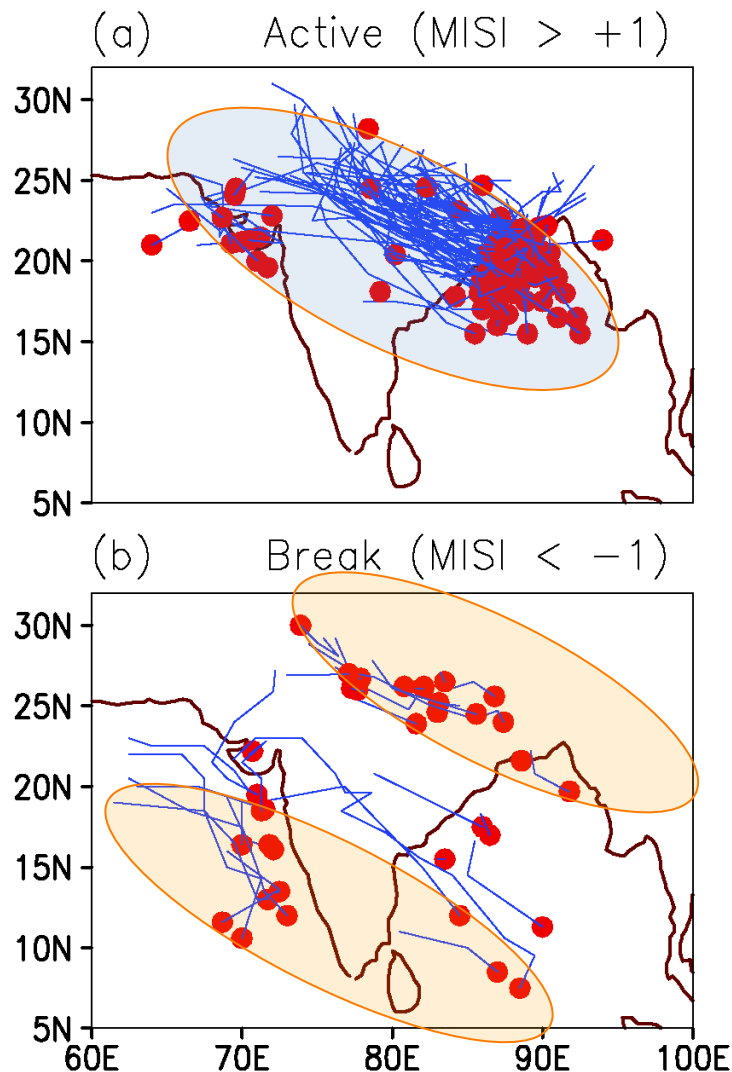 (a) Active (MISI > +1)
30N
25N
20N
15N
10N
5N
(b) Break (MISI < −1)
30N
25N
20N
15N
10N
5N
60E 70E 80E 90E 100E